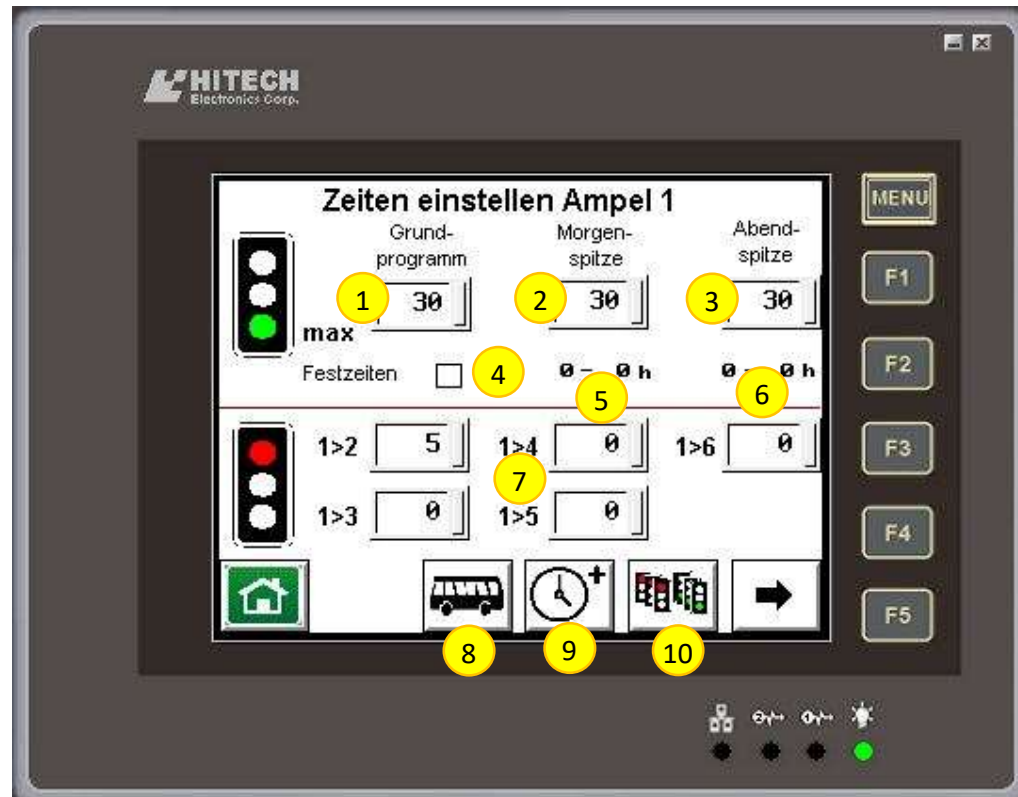 HITECH
Electronics Corp.
MENU
Zeiten einstellen Ampel 1
Grund-
programm
Morgen-
spitze
Abend-
spitze
F1
1
30
2
30
3
30
max
Festzeiten
4
0 - 0 h
0 - 0 h
F2
5
6
1>2
5
1>4
0
1>6
0
F3
7
1>3
0
1>5
0
F4
F5
8
9
10